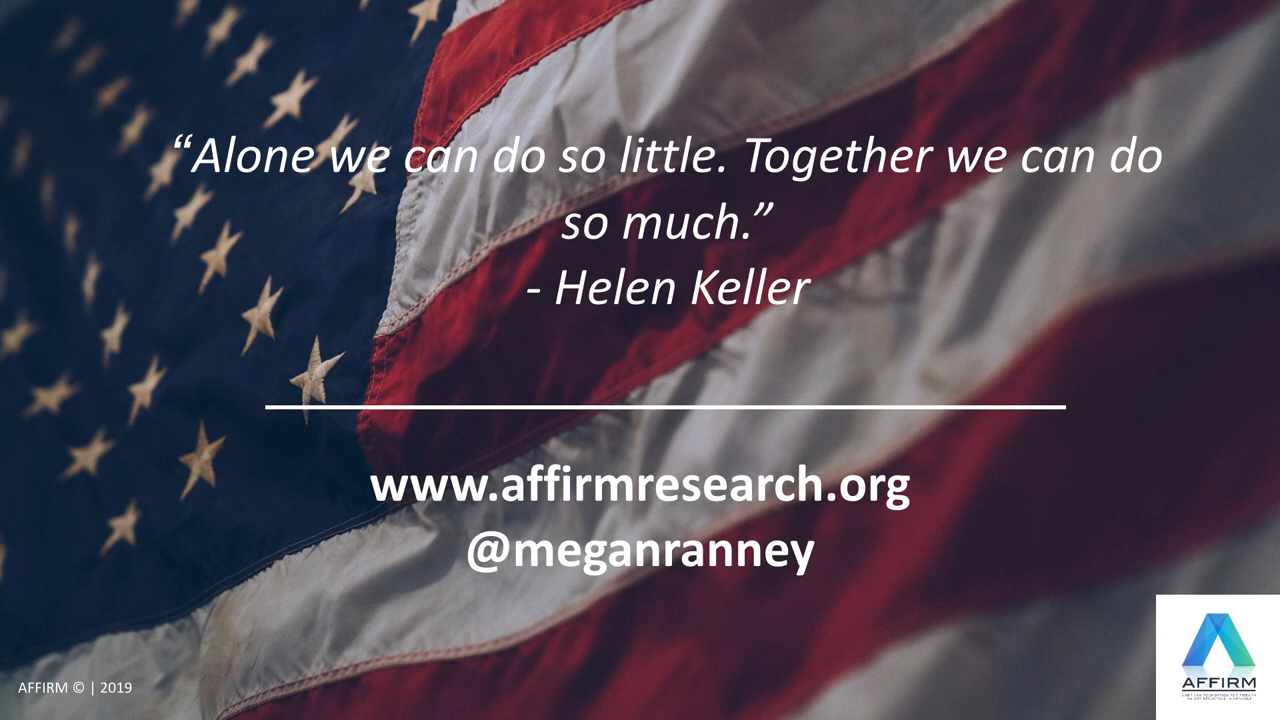 “Alone we can do so little. Together we can do
so much.”
- Helen Keller
www.affirmresearch.org
@meganranney
AFFIRM © | 2019
AFFIRM